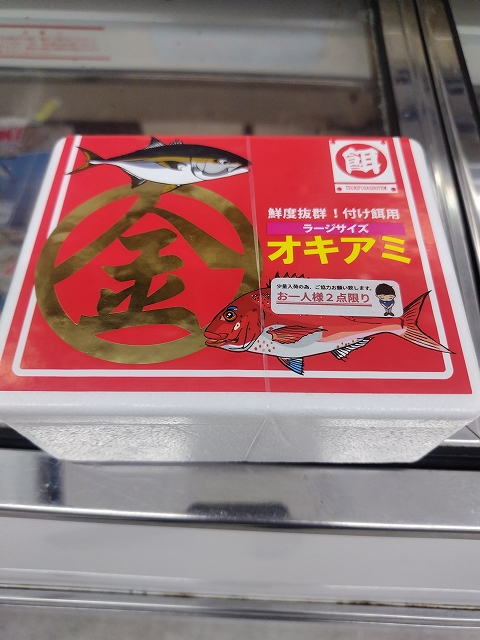 金
餌
鮮度抜群！付け餌用
ラージサイズ
オキアミ
少量入荷の為、ご協力お願い致します。
お一人様２点限り